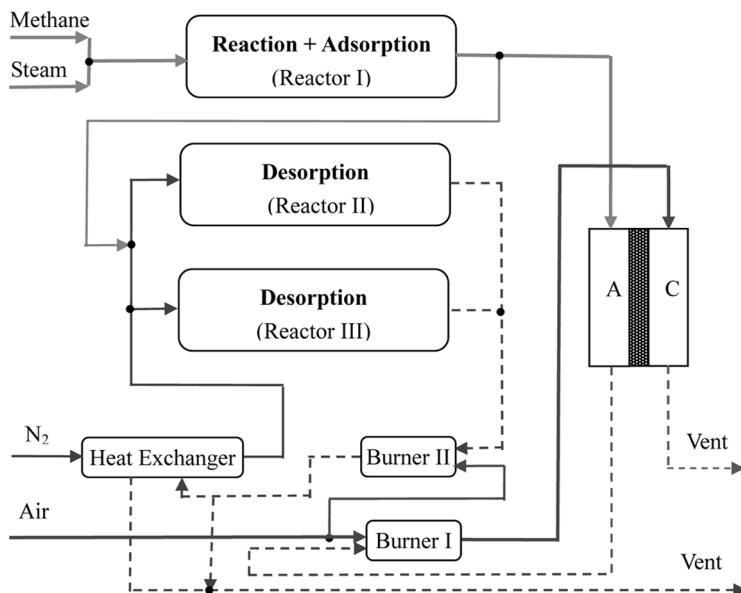 Methane
Steam
Reaction + Adsorption
(Reactor I)
Desorption
(Reactor II)
Desorption
(Reactor III)
A
C
N₂
Heat Exchanger
Burner II
Vent
Air
Burner I
Vent